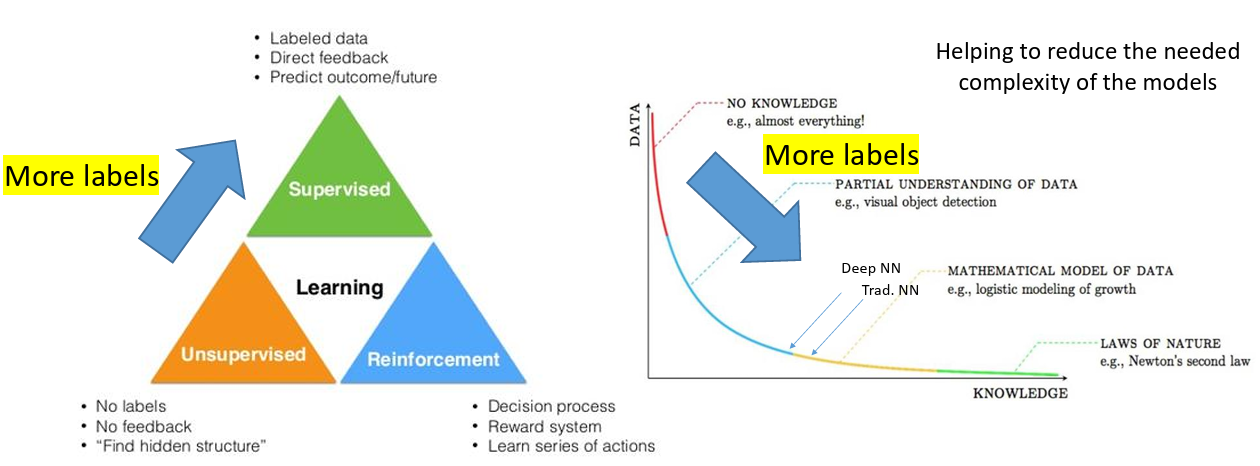 • Labeled data
• Direct feedback
• Predict outcome/future
More labels
Supervised
Learning
Unsupervised
Reinforcement
• No labels
• No feedback
• “Find hidden structure”
• Decision process
• Reward system
• Learn series of actions
Helping to reduce the needed
complexity of the models
DATA
NO KNOWLEDGE
e.g., almost everything!
More labels
PARTIAL UNDERSTANDING OF DATA
e.g., visual object detection
Deep NN
Trad. NN
MATHEMATICAL MODEL OF DATA
e.g., logistic modeling of growth
LAWS OF NATURE
e.g., Newton's second law
KNOWLEDGE